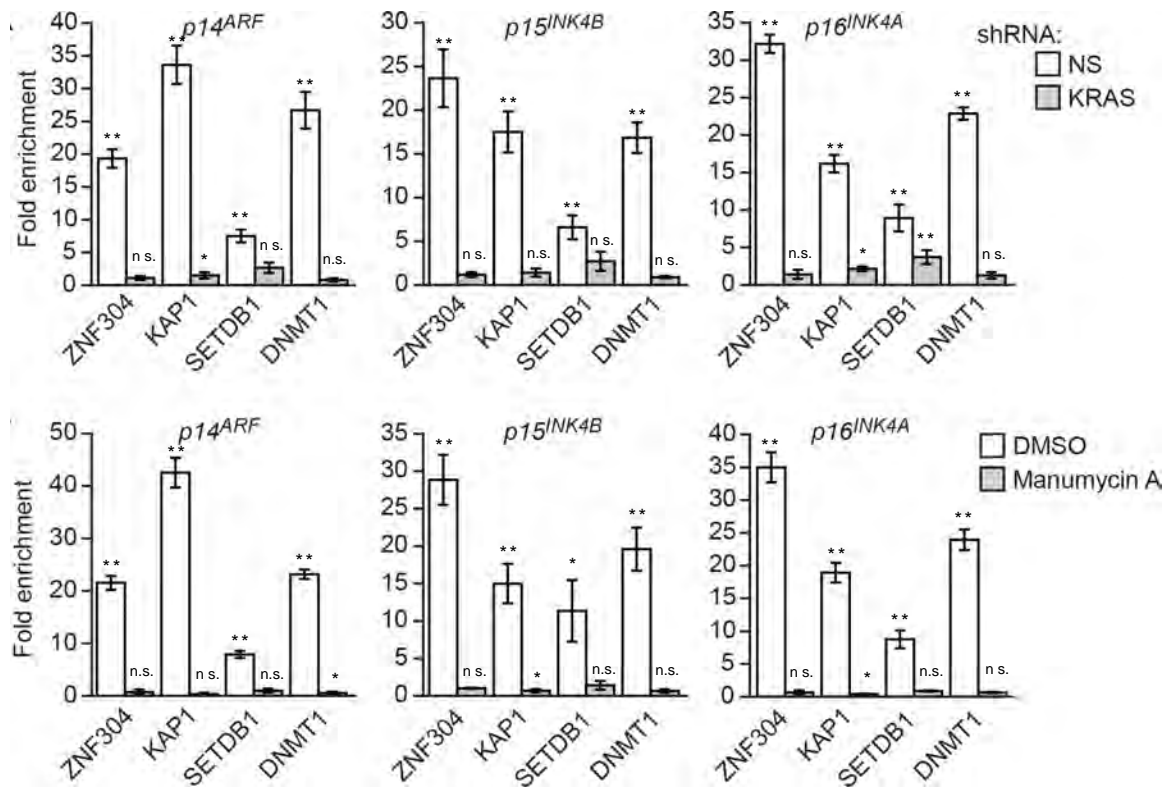 p14ARF
p15INK4B
p16INK4A
shRNA:
NS
KRAS
Fold enrichment
40
35
30
25
20
15
10
5
0
** ** ** **
n s. * n s. n.s.
ZNF304 KAP1 SETDB1 DNMT1
30
25
20
15
10
5
0
** ** ** **
n.s. n.s. n s. n.s.
ZNF304 KAP1 SETDB1 DNMT1
35
30
25
20
15
10
5
0
** ** ** **
n.s. * ** n.s.
ZNF304 KAP1 SETDB1 DNMT1
p14ARF
p15INK4B
p16INK4A
DMSO
Manumycin A
Fold enrichment
50
40
30
20
10
0
** ** ** **
n.s. n s. n.s. *
ZNF304 KAP1 SETDB1 DNMT1
35
30
25
20
15
10
5
0
** ** * **
n s. * n.s. n.s.
ZNF304 KAP1 SETDB1 DNMT1
40
35
30
25
20
15
10
5
0
** ** ** **
n s. * n.s. n s.
ZNF304 KAP1 SETDB1 DNMT1